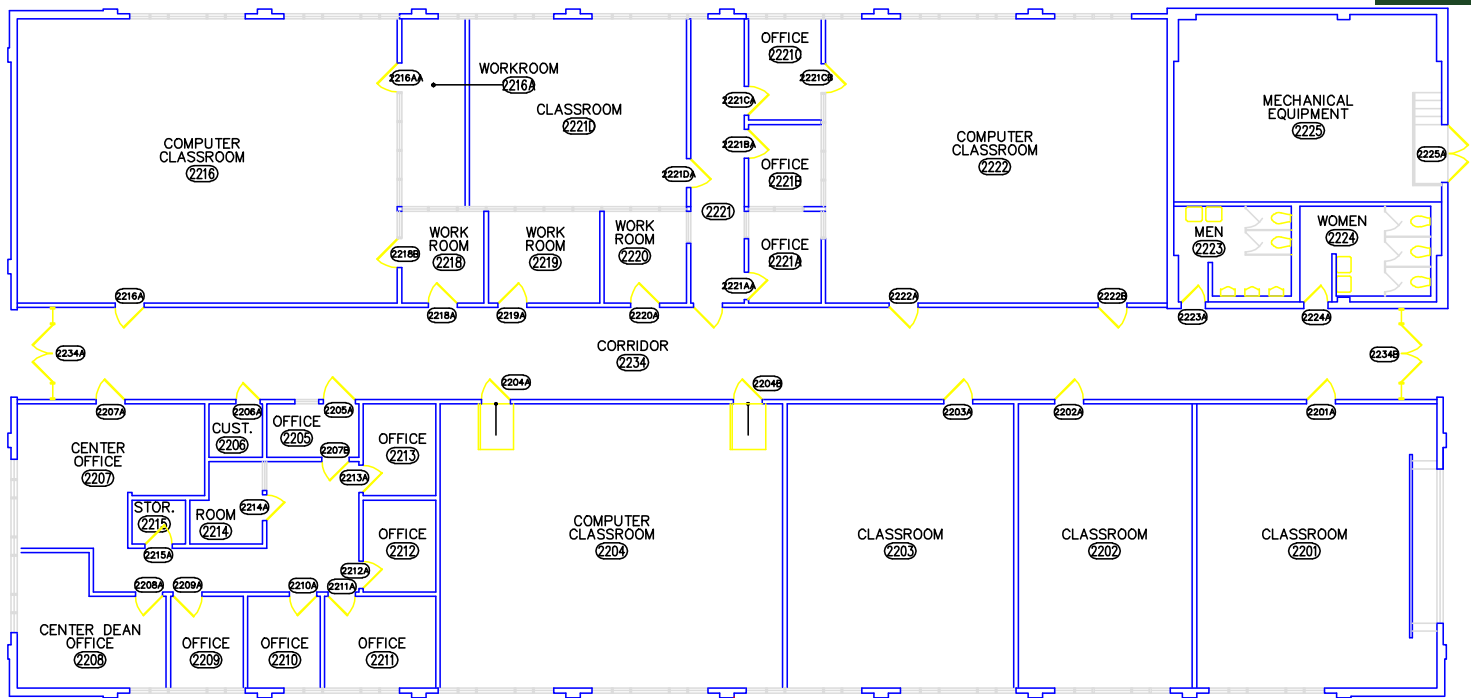 OFFICE
2221C
WORKROOM
2216A
2216AA
2221CB
CLASSROOM
2221D
2221CA
MECHANICAL
EQUIPMENT
2225
COMPUTER
CLASSROOM
2216
2221BA
COMPUTER
CLASSROOM
2222
2225A
OFFICE
2221B
2221DA
2221
WORK
ROOM
2218
WORK
ROOM
2219
WORK
ROOM
2220
OFFICE
2221A
MEN
2223
WOMEN
2224
2218B
2221AA
2216A
2218A
2219A
2220A
2222A
2222B
2223A
2224A
2234A
CORRIDOR
2234
2234B
2204A
2204B
2207A
2206A
2205A
2203A
2202A
2201A
CUST.
2206
OFFICE
2205
OFFICE
2213
CENTER
OFFICE
2207
2207B
2213A
STOR.
2215
ROOM
2214
2214A
2215A
OFFICE
2212
COMPUTER
CLASSROOM
2204
CLASSROOM
2203
CLASSROOM
2202
CLASSROOM
2201
2212A
2208A
2209A
2210A
2211A
CENTER DEAN
OFFICE
2208
OFFICE
2209
OFFICE
2210
OFFICE
2211